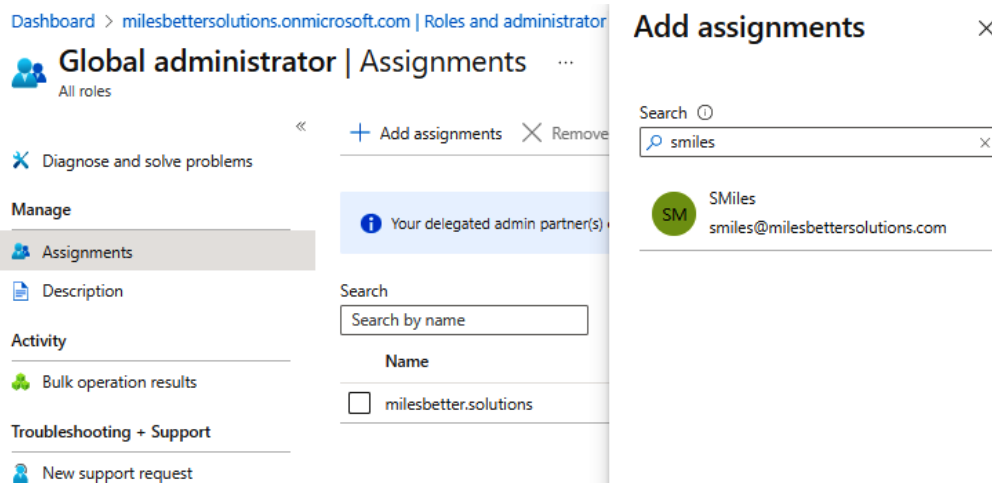 Dashboard > milesbettersolutions.onmicrosoft.com | Roles and administrator
Global administrator | Assignments ...
All roles
«
Diagnose and solve problems
Manage
Assignments
Description
Activity
Bulk operation results
Troubleshooting + Support
New support request
+ Add assignments
Remove
Your delegated admin partner(s)
Search
Search by name
Name
milesbetter.solutions
Add assignments
Search
smiles
SM
SMiles
smiles@milesbettersolutions.com